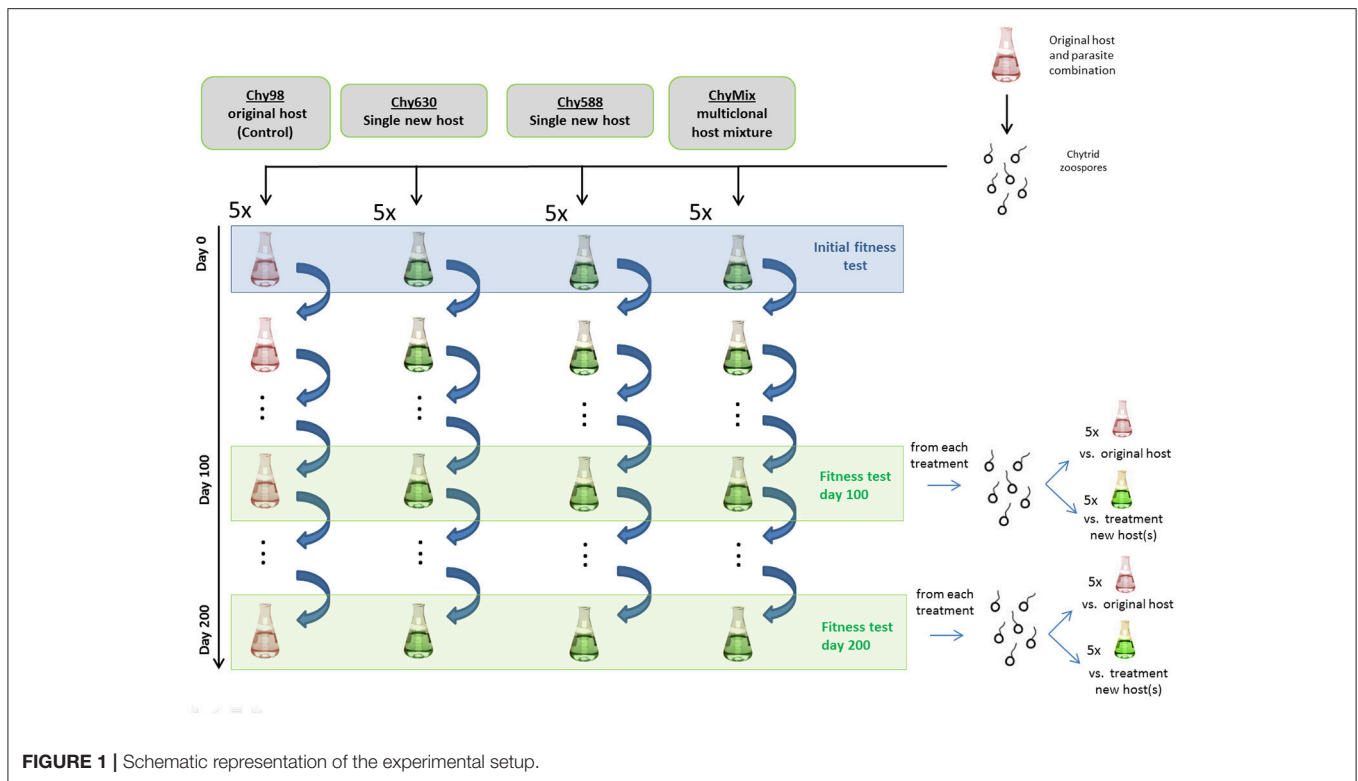 Original host
and parasite
combination
Chy98
original host
(Control)
Chy630
Single new host
Chy588
Single new host
ChyMix
multiclonal
host mixture
Chytrid
zoospores
5x
5x
5x
5x
Day 0
Initial fitness
test
Day 100
Fitness test
day 100
from each
treatment
5x
vs. original host
5x
vs. treatment
new host(s)
Day 200
Fitness test
day 200
from each
treatment
5x
vs. original host
5x
vs. treatment
new host(s)
FIGURE 1 | Schematic representation of the experimental setup.